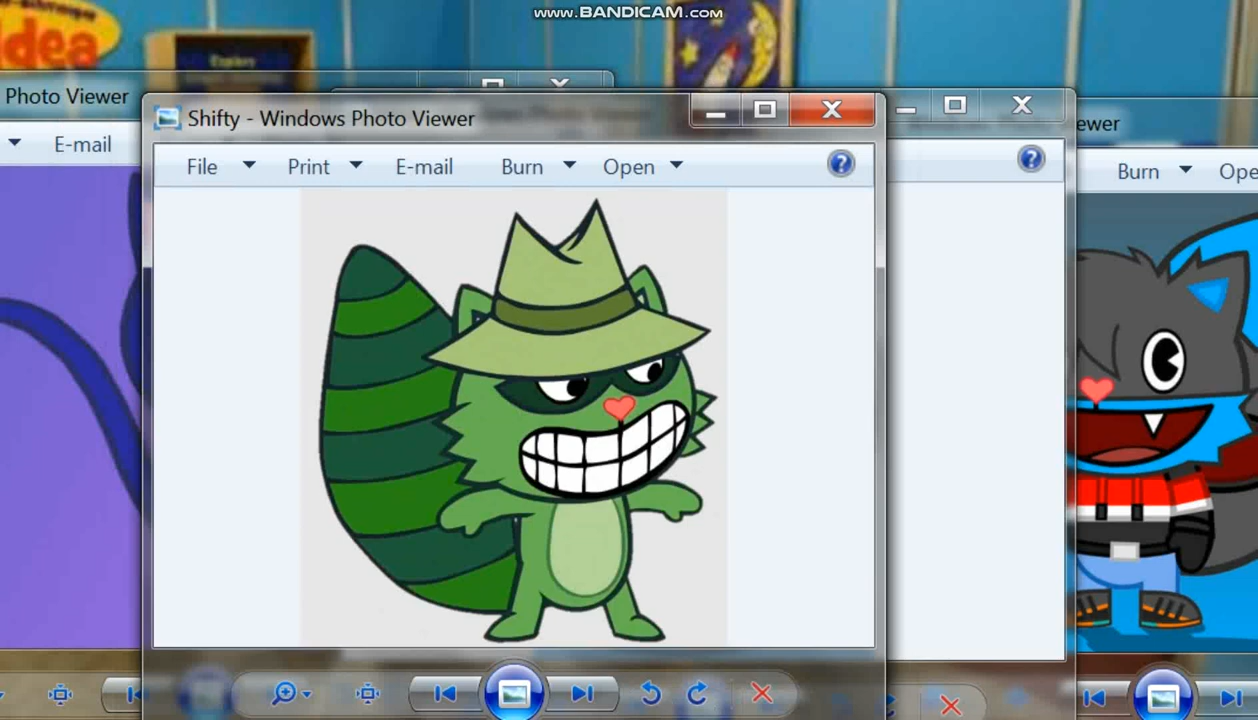 www.BANDICAM.com
idea
Explore
Photo Viewer
Shifty - Windows Photo Viewer
ewer
E-mail
File Print E-mail Burn Open
Burn Ope